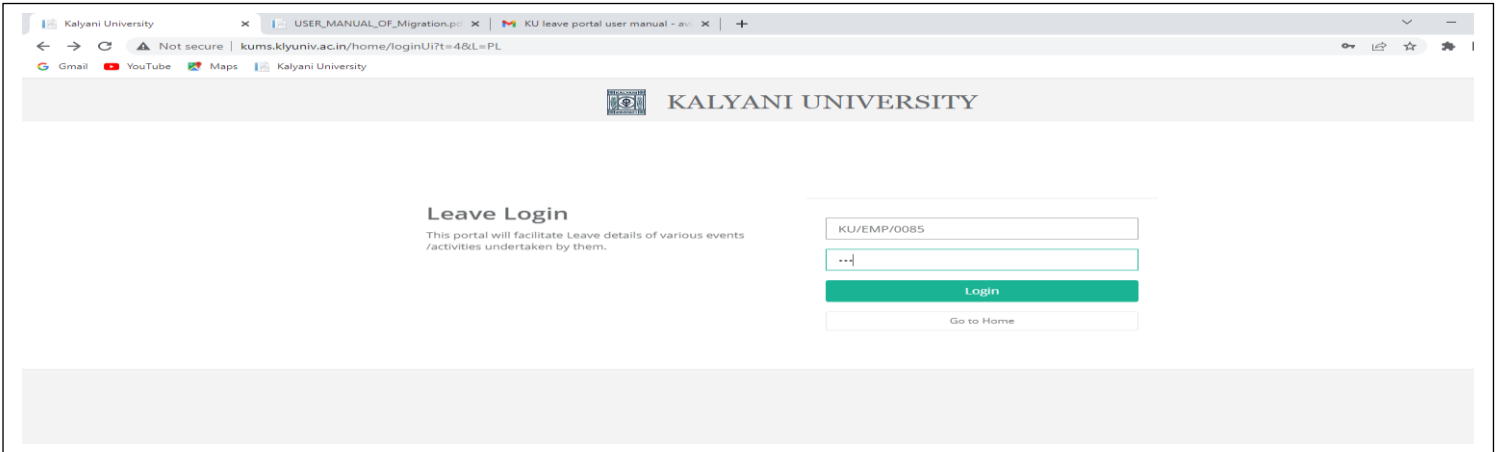 Kalyani University
USER_MANUAL_OF_Migration.pd
KU leave portal user manual - avi
Not secure | kums.klyuniv.ac.in/home/loginUi?t=4&L=PL
Gmail YouTube Maps Kalyani University
KALYANI UNIVERSITY
Leave Login
This portal will facilitate Leave details of various events
/activities undertaken by them.
KU/EMP/0085
•••
Login
Go to Home